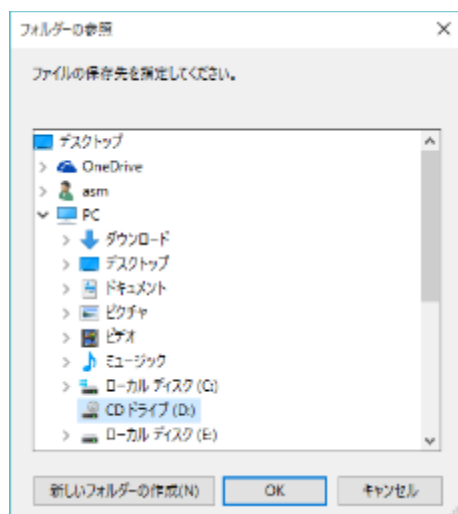 フォルダーの参照
ファイルの保存先を指定してください。
デスクトップ
OneDrive
asm
PC
ダウンロード
デスクトップ
ドキュメント
ピクチャ
ビデオ
ミュージック
ローカル ディスク (C:)
CD ドライブ (D:)
ローカル ディスク (E:)
新しいフォルダーの作成(N) OK キャンセル